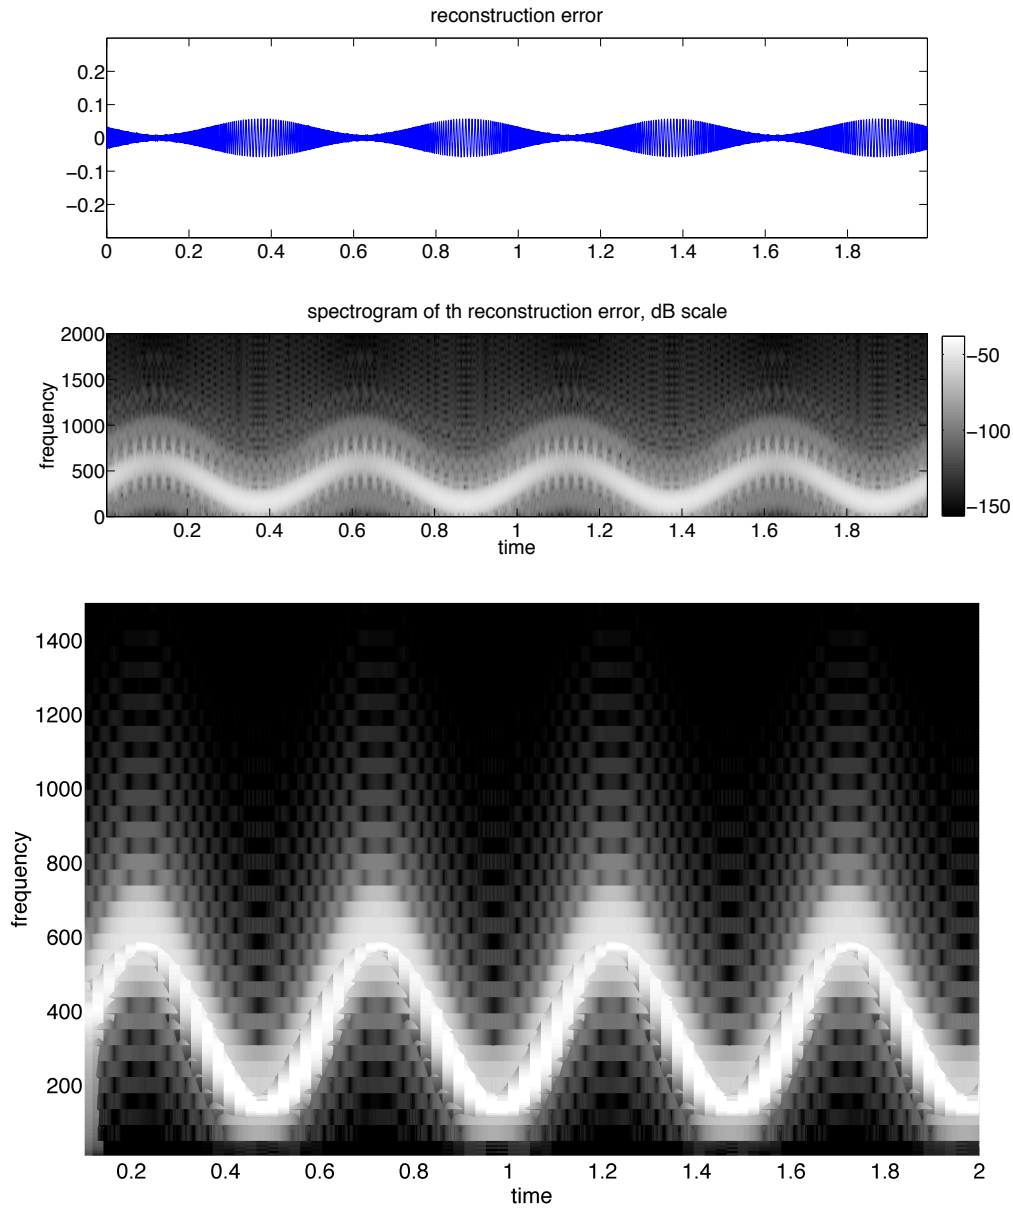 reconstruction error
0.2
0.1
0
−0.1
−0.2
0 0.2 0.4 0.6 0.8 1 1.2 1.4 1.6 1.8
spectrogram of th reconstruction error, dB scale
2000
1500
1000
500
0
frequency
−50
−100
−150
0.2 0.4 0.6 0.8 1 1.2 1.4 1.6 1.8
time
1400
1200
1000
800
600
400
200
frequency
0.2 0.4 0.6 0.8 1 1.2 1.4 1.6 1.8 2
time